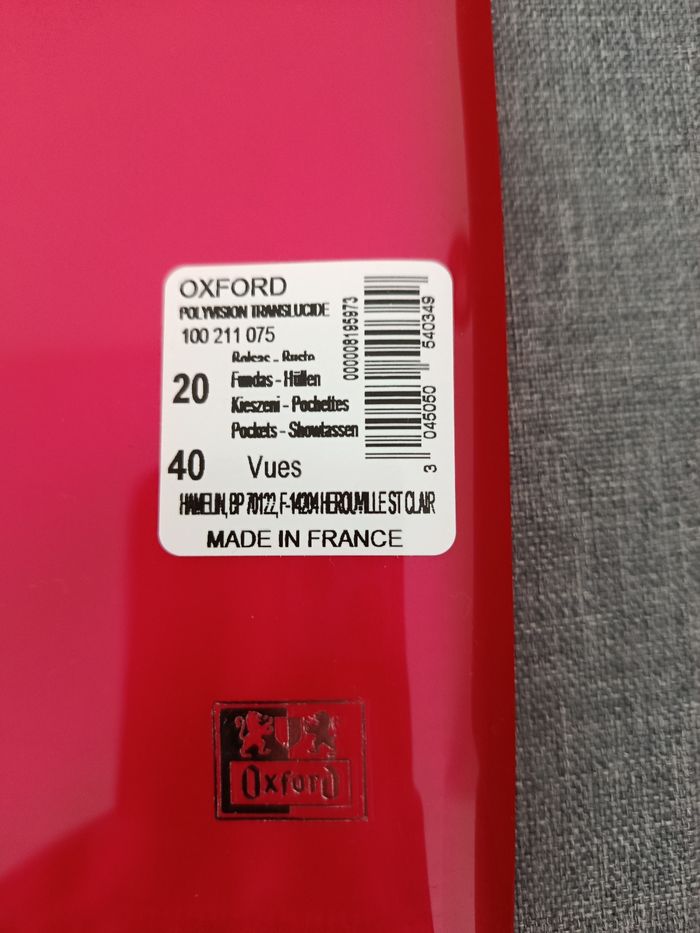 OXFORD
POLYVISION TRANSLUCIDE
100 211 075
20
Fundas - Hüllen
Kieszeni - Pochettes
Pockets - Showtassen
40 Vues
HAMELIN, BP 70122, F-14204 HEROUVILLE ST CLAIR
MADE IN FRANCE
000008195973
3 045050 540349
Oxford